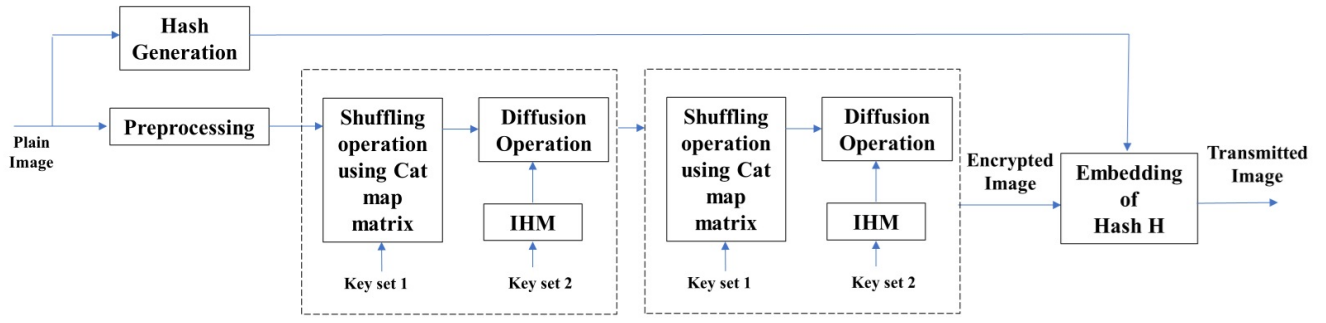 Hash
Generation
Plain
Image
Preprocessing
Shuffling
operation
using Cat
map
matrix
Key set 1
Diffusion
Operation
IHM
Key set 2
Shuffling
operation
using Cat
map
matrix
Key set 1
Diffusion
Operation
IHM
Key set 2
Encrypted
Image
Embedding
of
Hash H
Transmitted
Image